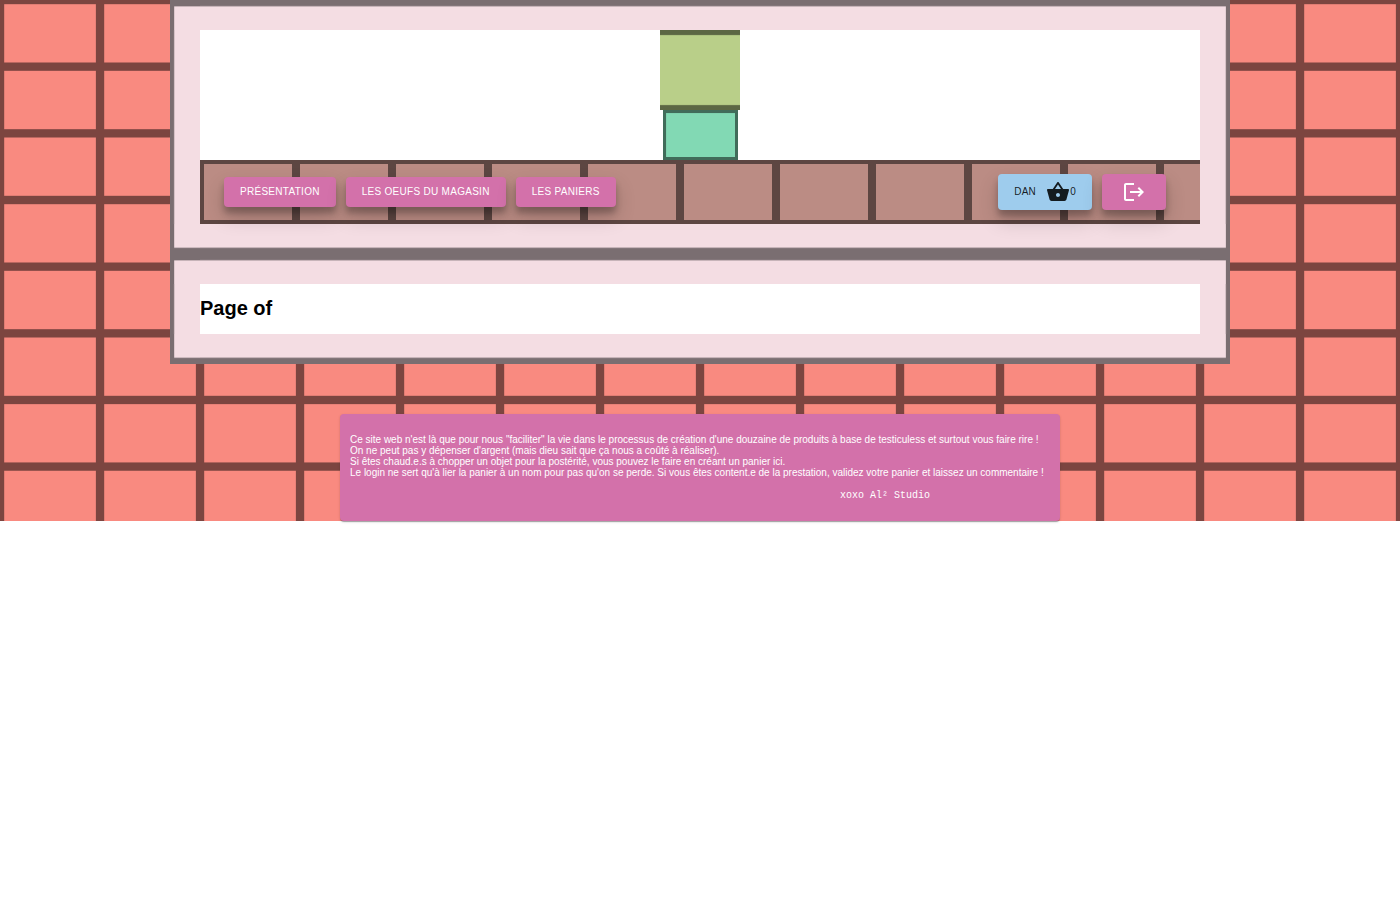 PRÉSENTATION LES OEUFS DU MAGASIN LES PANIERS DAN 0
Page of
Ce site web n'est là que pour nous "faciliter" la vie dans le processus de création d'une douzaine de produits à base de testiculess et surtout vous faire rire !
On ne peut pas y dépenser d'argent (mais dieu sait que ça nous a coûté à réaliser).
Si êtes chaud.e.s à chopper un objet pour la postérité, vous pouvez le faire en créant un panier ici.
Le login ne sert qu'à lier la panier à un nom pour pas qu'on se perde. Si vous êtes content.e de la prestation, validez votre panier et laissez un commentaire !
xoxo Al² Studio